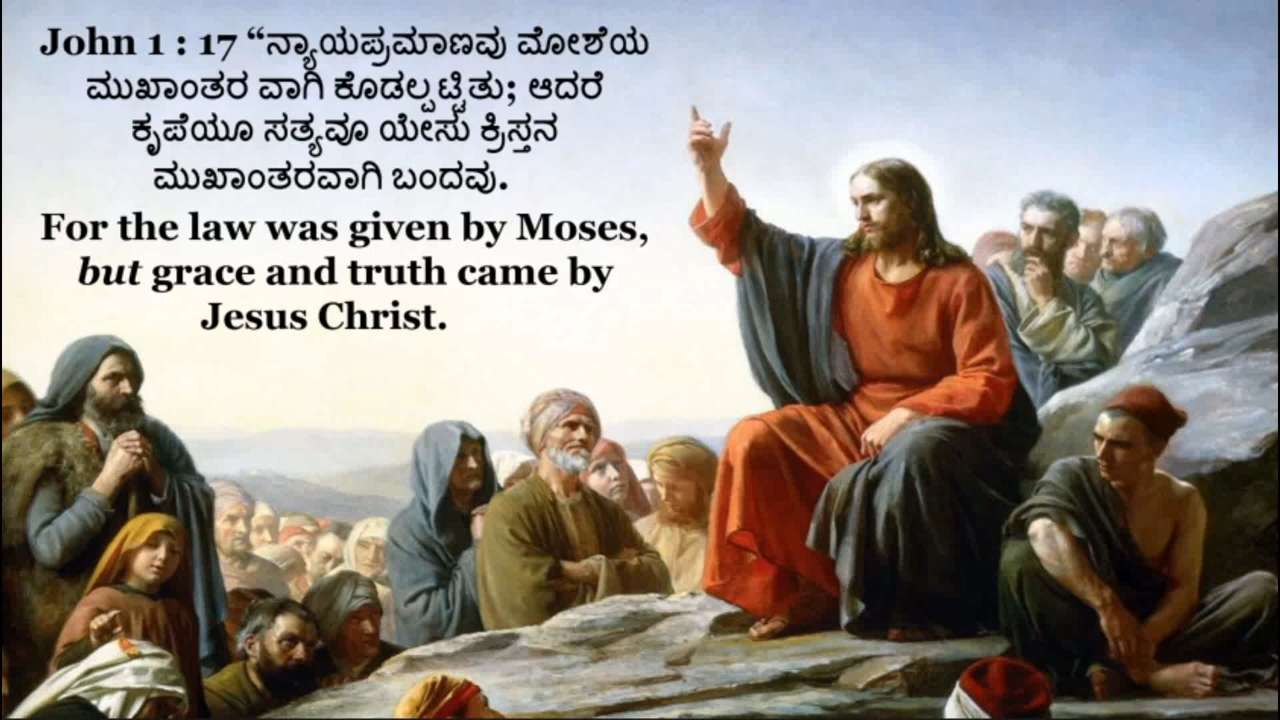 John 1 : 17 “ನ್ಯಾಯಪ್ರಮಾಣವು ಮೋಶೆಯ
ಮುಖಾಂತರ ವಾಗಿ ಕೊಡಲ್ಪಟ್ಟಿತು; ಆದರೆ
ಕೃಪೆಯೂ ಸತ್ಯವೂ ಯೇಸು ಕ್ರಿಸ್ತನ
ಮುಖಾಂತರವಾಗಿ ಬಂದವು.
For the law was given by Moses,
but grace and truth came by
Jesus Christ.